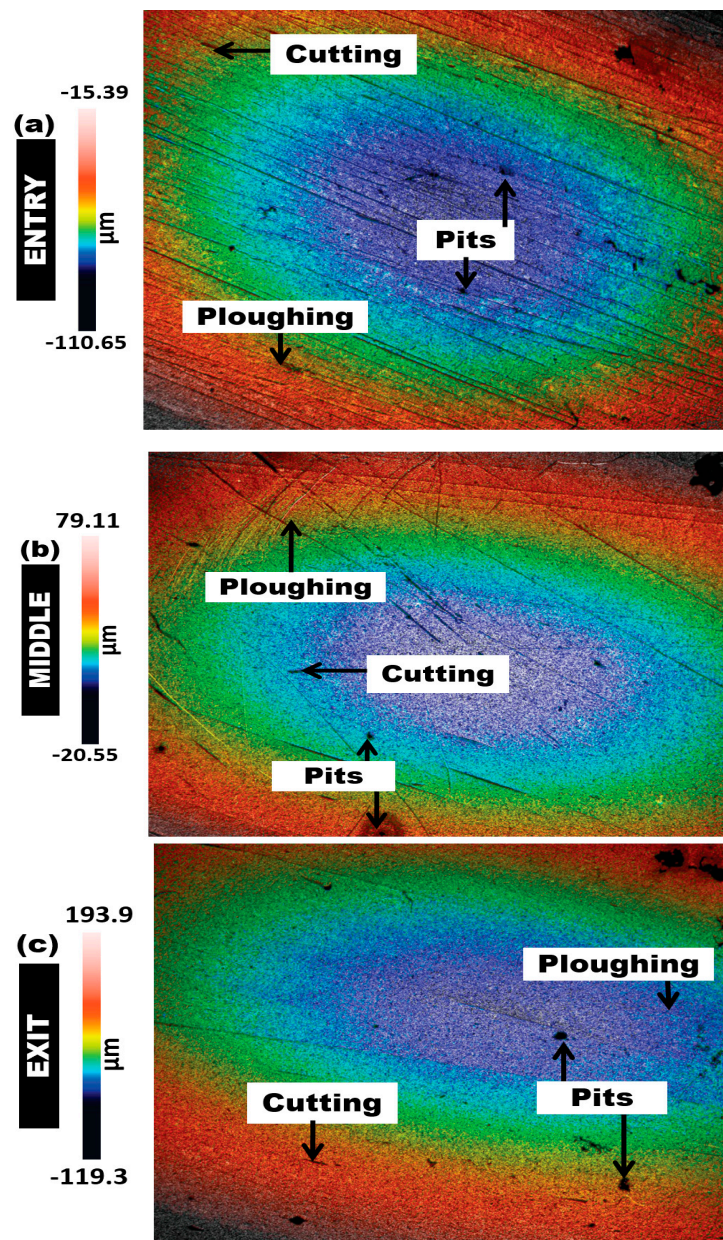 Cutting
-15.39
(a)
ENTRY
µm
Pits
Ploughing
-110.65
79.11
(b)
MIDDLE
µm
Ploughing
Cutting
-20.55
Pits
193.9
(c)
EXIT
µm
Ploughing
Cutting
Pits
-119.3